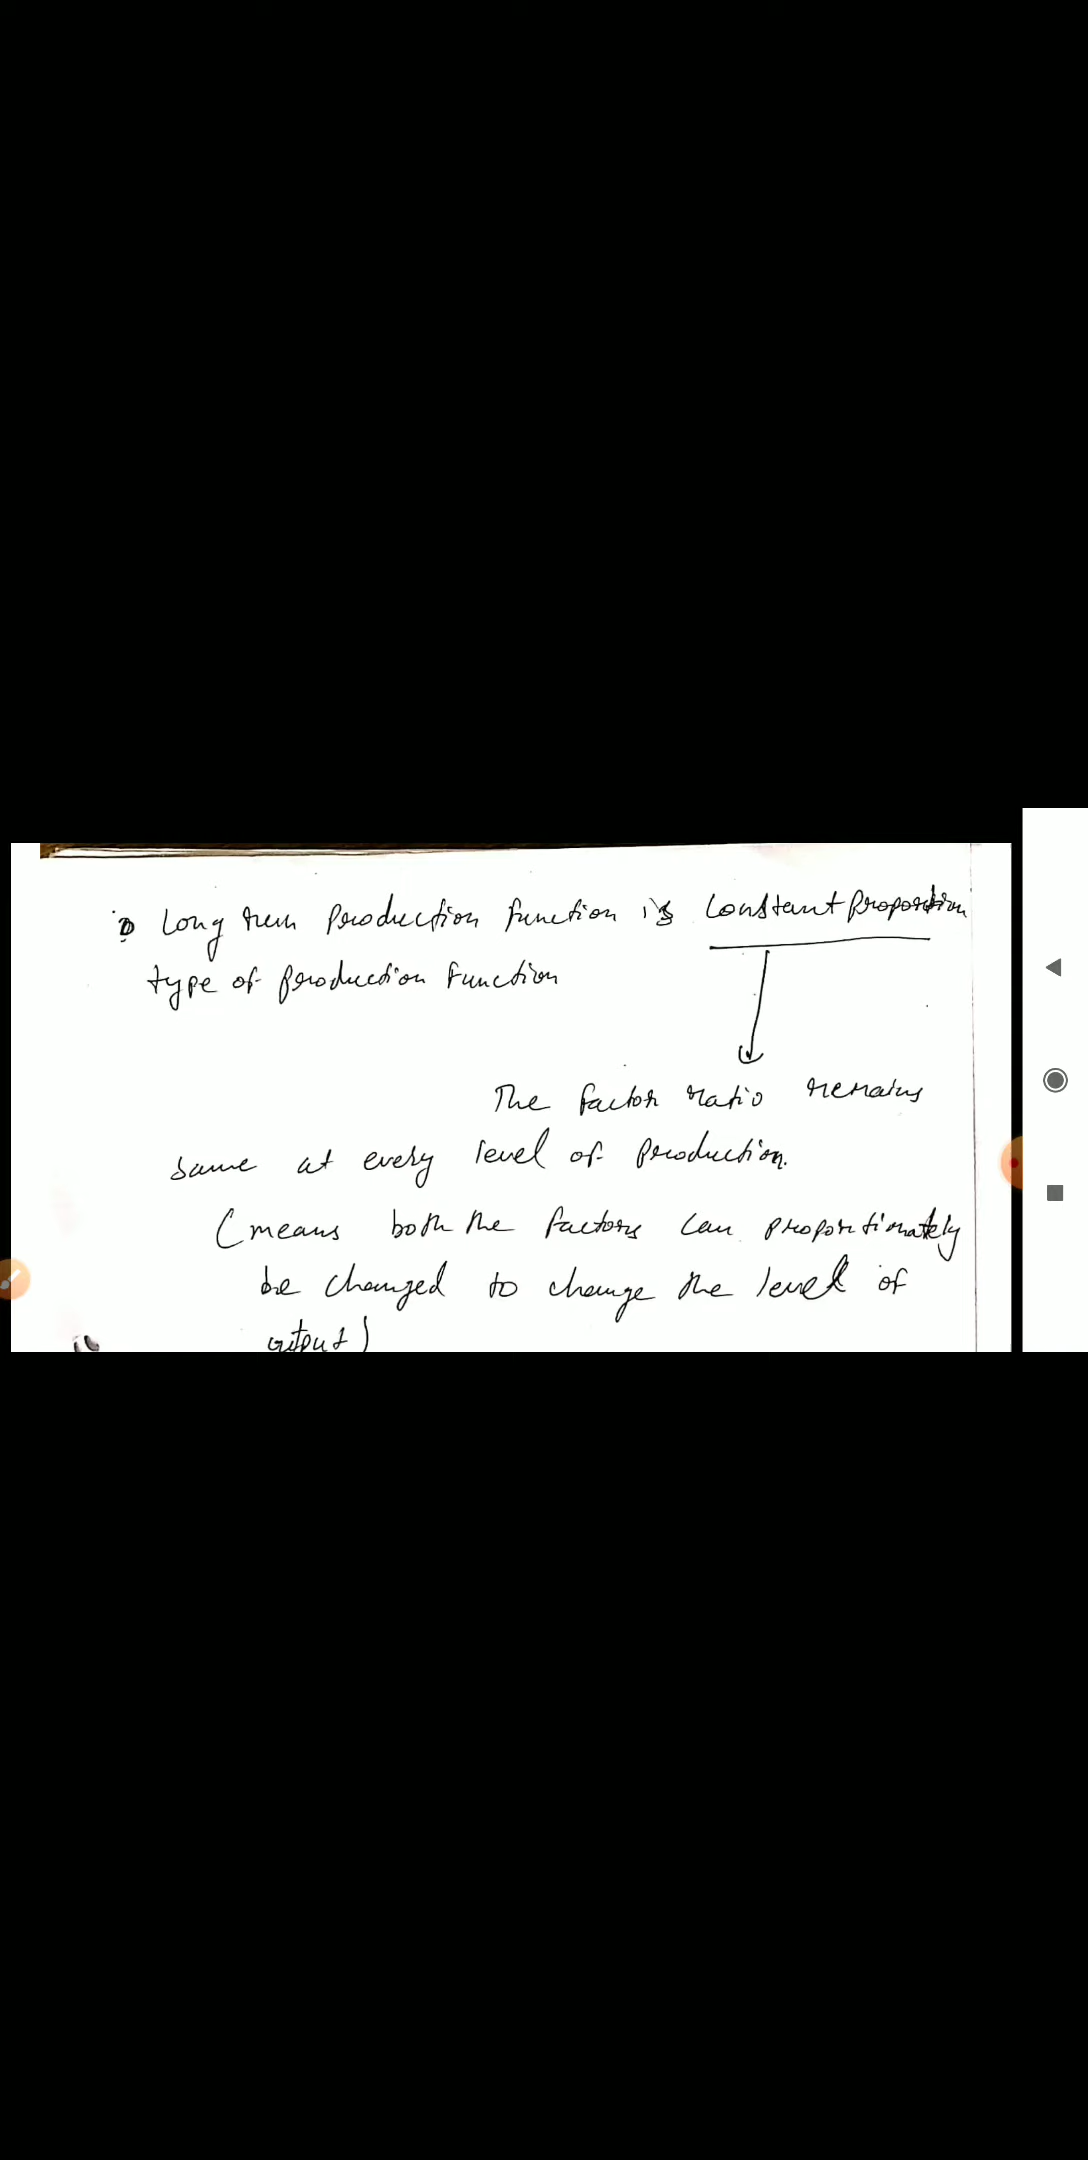 Long run Production function is Constant Proportion
type of production function
The factor ratio remains
same at every level of production.
(means both the factors can proportionately
be changed to change the level of
output)